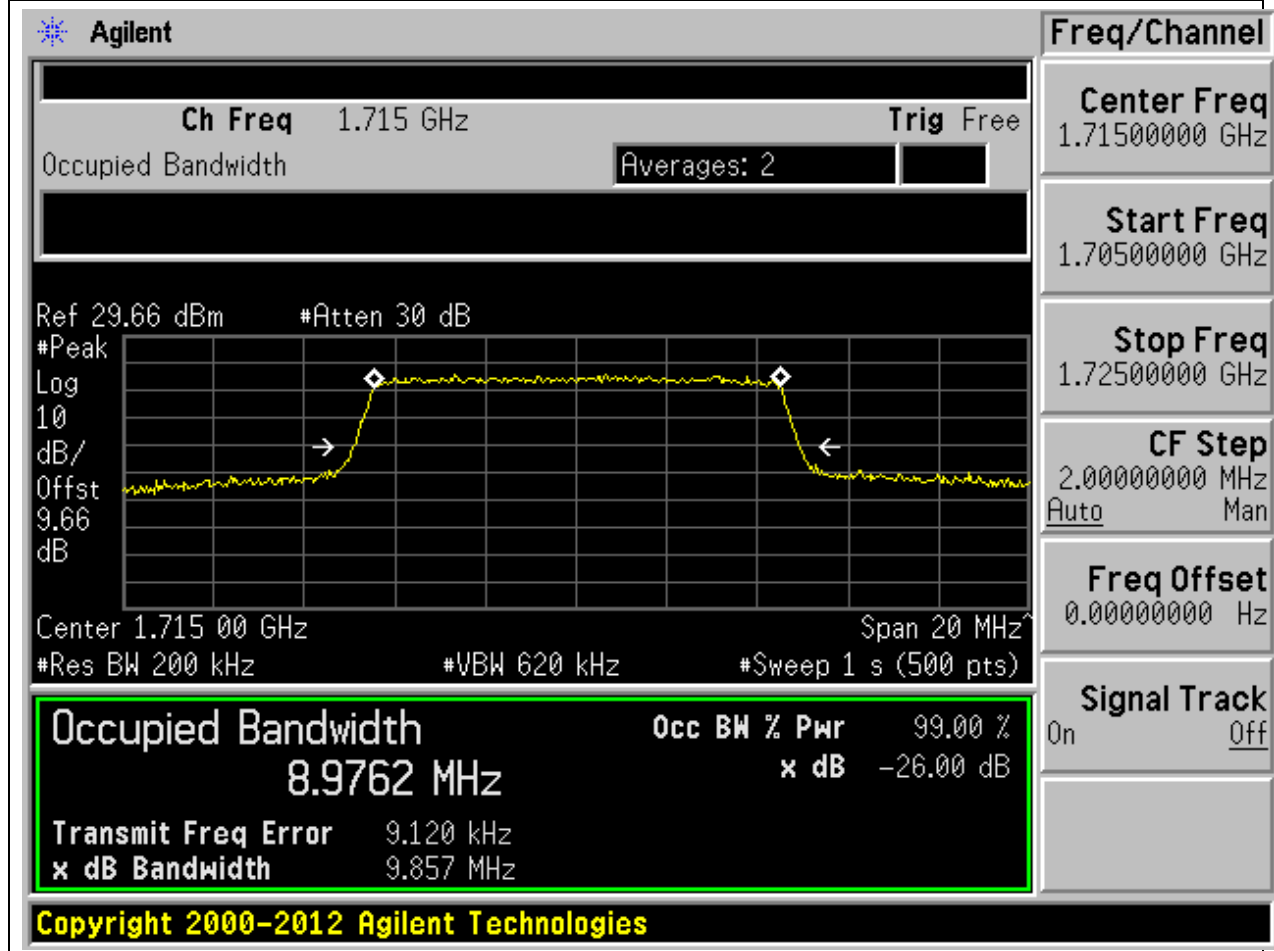 Agilent
Freq/Channel
Ch Freq 1.715 GHz Trig Free
Occupied Bandwidth Averages: 2
Center Freq
1.71500000 GHz
Start Freq
1.70500000 GHz
Stop Freq
1.72500000 GHz
CF Step
2.00000000 MHz
Auto Man
Freq Offset
0.00000000 Hz
Signal Track
On Off
Ref 29.66 dBm #Atten 30 dB
#Peak
Log
10
dB/
Offst
9.66
dB
Center 1.715 00 GHz Span 20 MHz^
#Res BW 200 kHz #VBW 620 kHz #Sweep 1 s (500 pts)
Occupied Bandwidth Occ BW % Pwr 99.00 %
8.9762 MHz x dB -26.00 dB
Transmit Freq Error 9.120 kHz
x dB Bandwidth 9.857 MHz
Copyright 2000-2012 Agilent Technologies